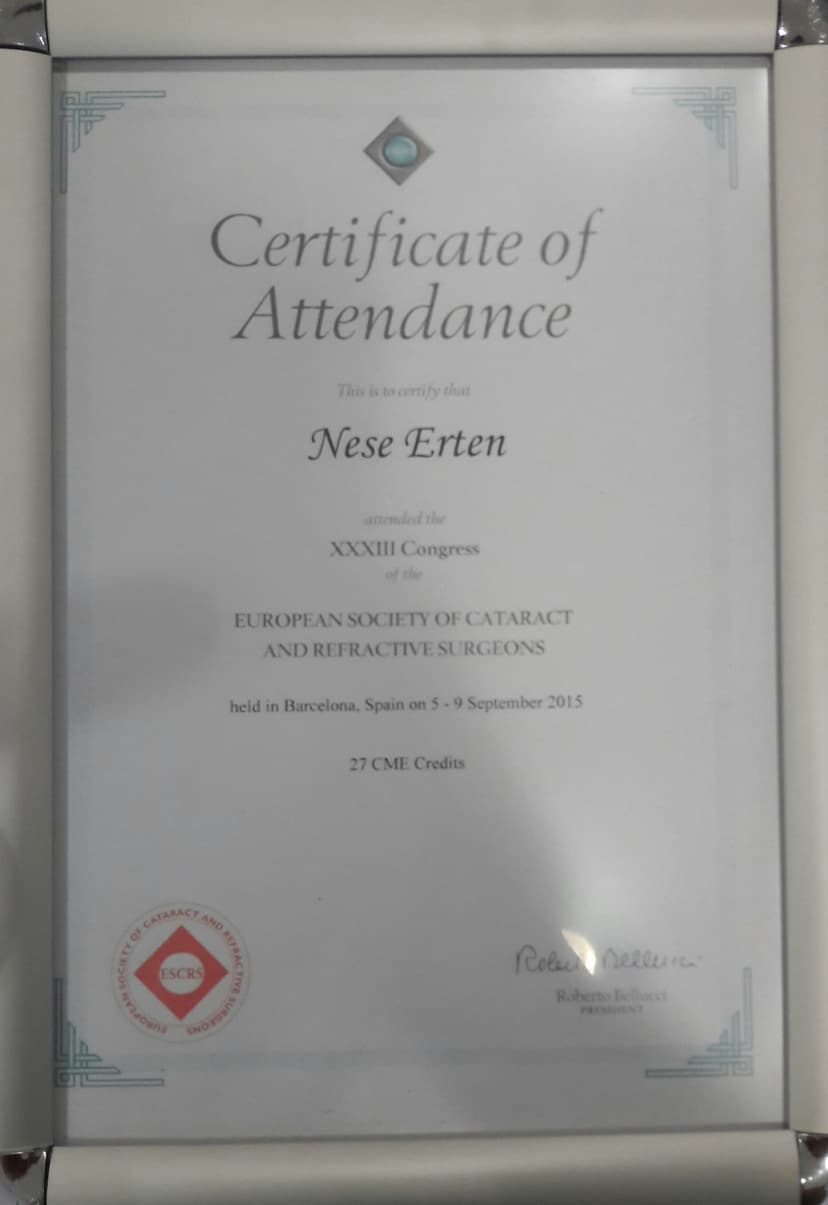 Certificate of
Attendance
This is to certify that
Nese Erten
attended the
XXXIII Congress
of the
EUROPEAN SOCIETY OF CATARACT
AND REFRACTIVE SURGEONS
held in Barcelona, Spain on 5 - 9 September 2015
27 CME Credits
EUROPEAN SOCIETY OF CATARACT AND REFRACTIVE SURGEONS
ESCRS
Roberto Bellucci
Roberto Bellucci
PRESIDENT